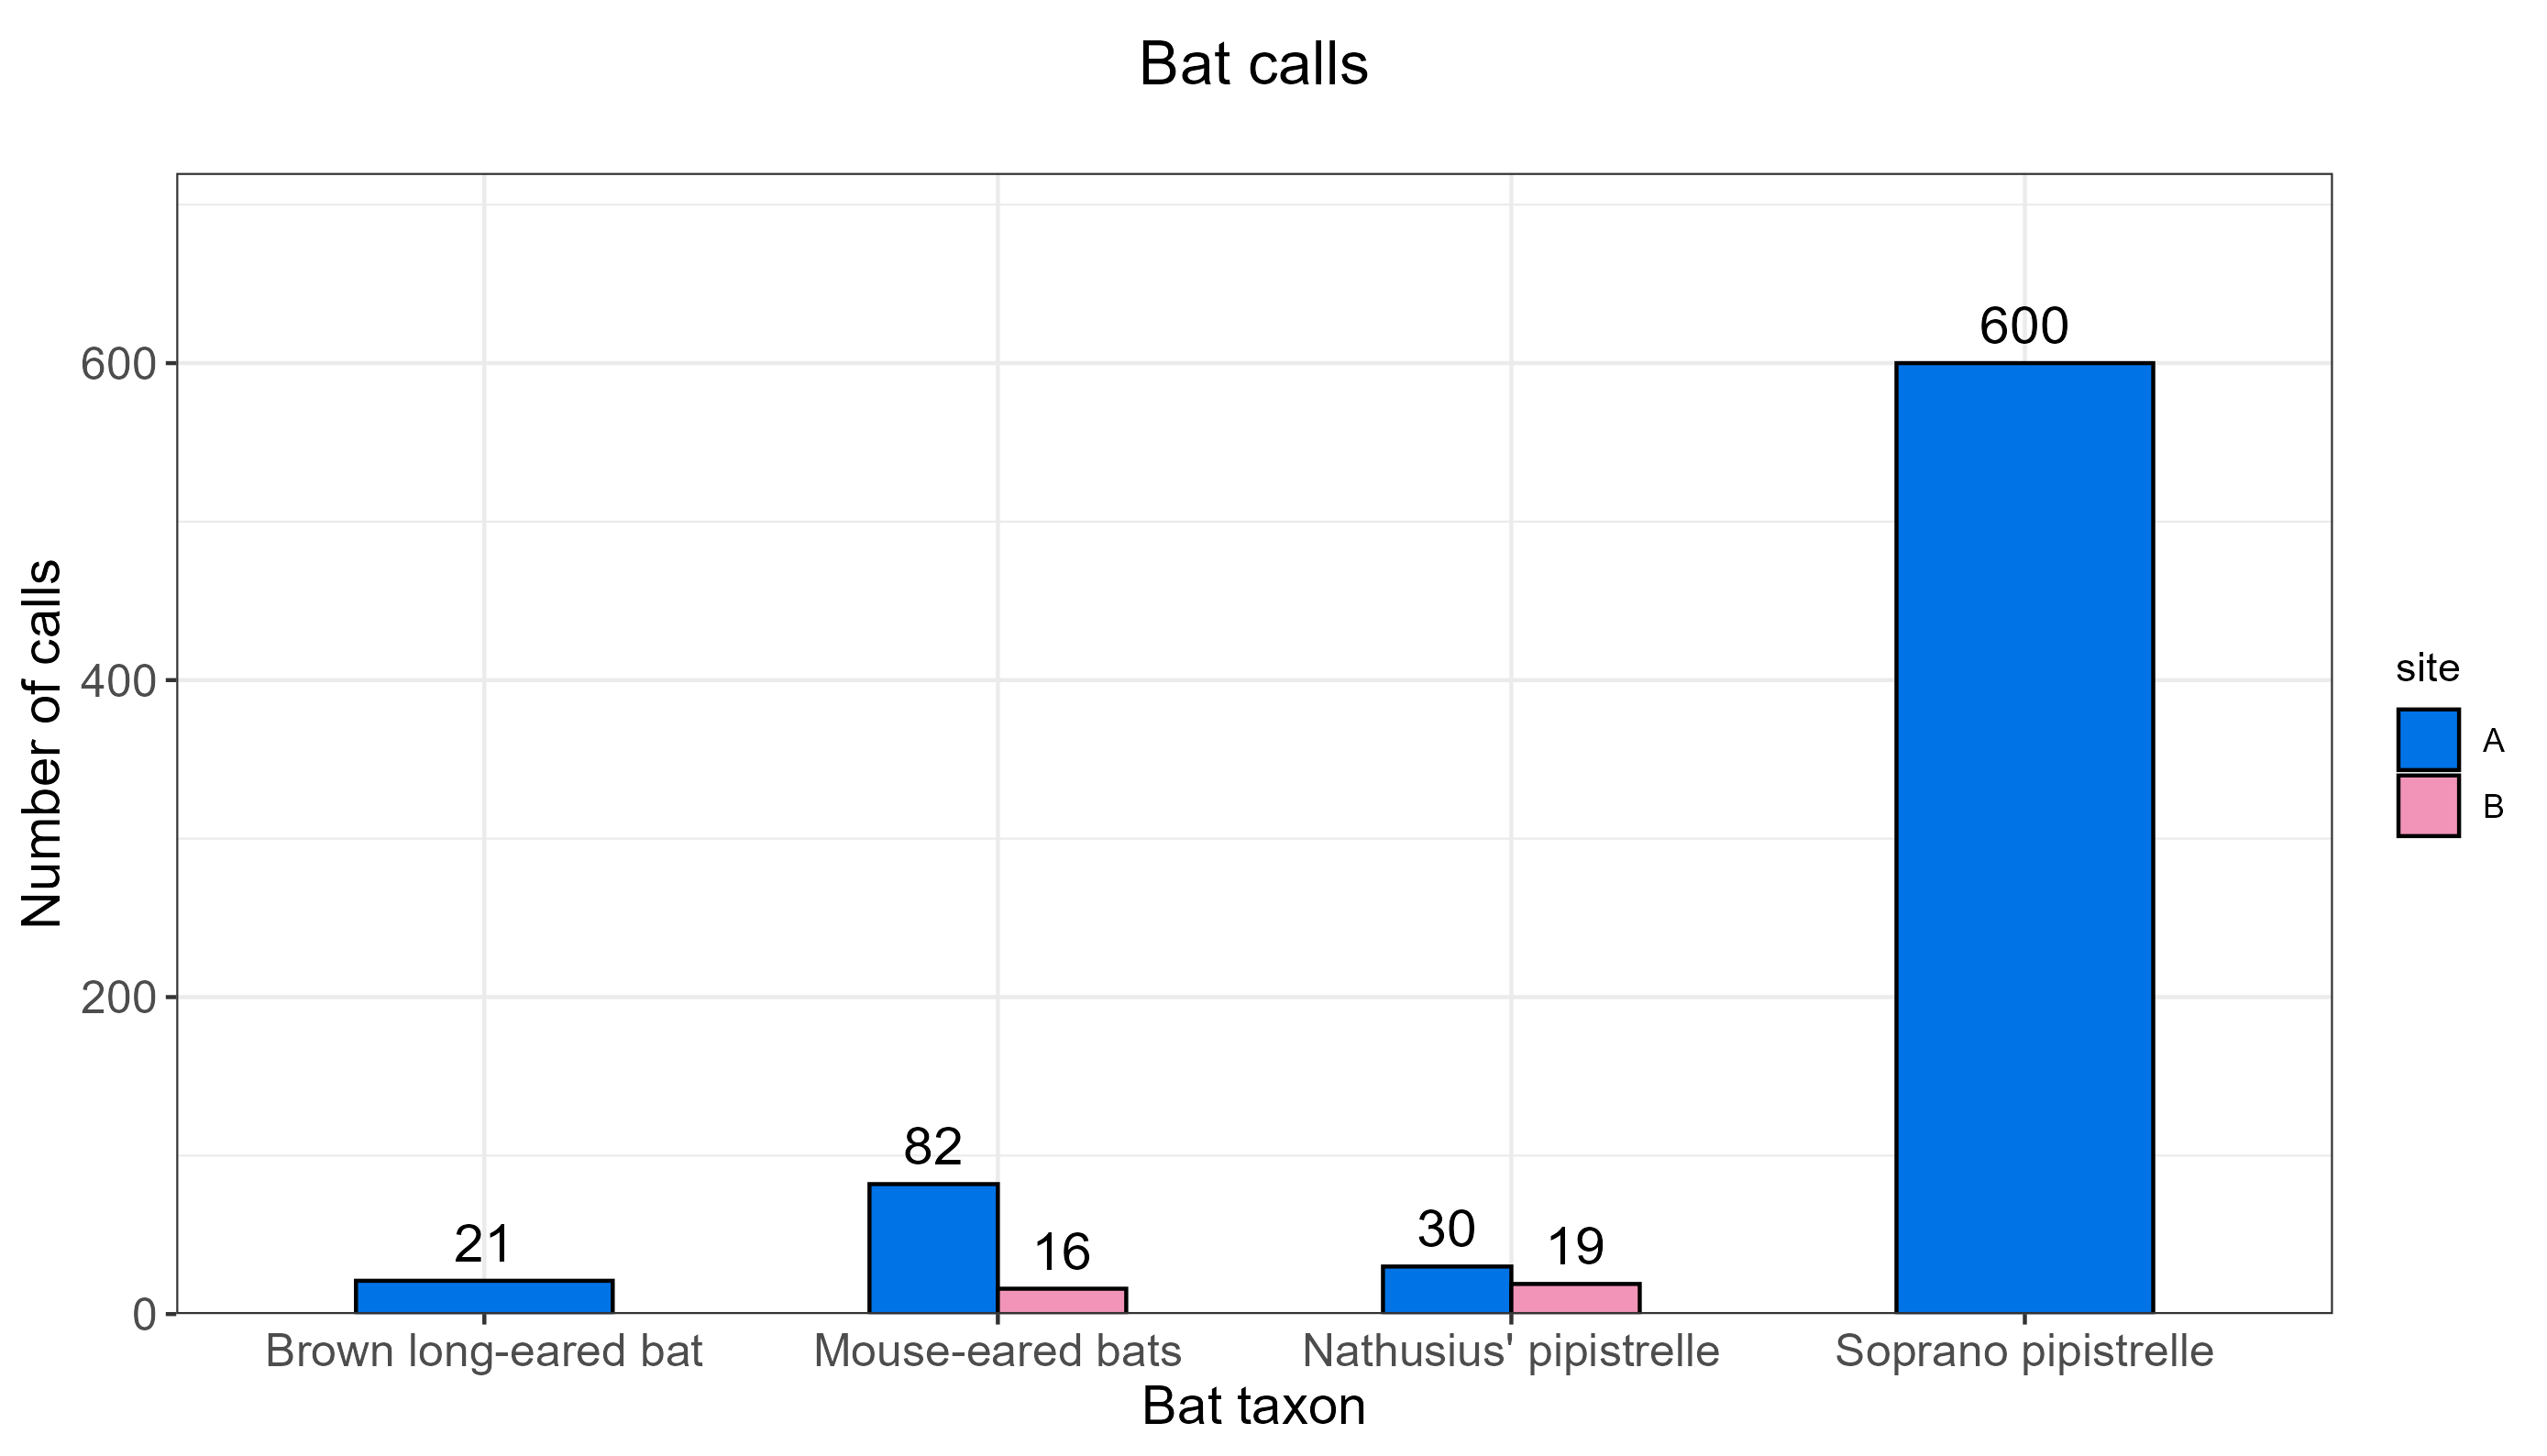 Bat calls
Number of calls
600
400
200
0
21
82
16
30
19
600
Brown long-eared bat
Mouse-eared bats
Nathusius' pipistrelle
Soprano pipistrelle
Bat taxon
site
A
B